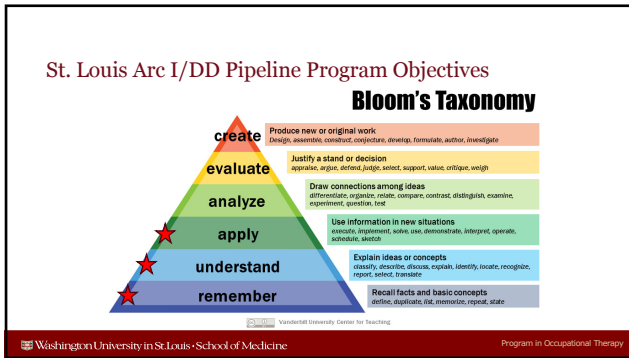 St. Louis Arc I/DD Pipeline Program Objectives
Bloom's Taxonomy
create
Produce new or original work
Design, assemble, construct, conjecture, develop, formulate, author, investigate
evaluate
Justify a stand or decision
appraise, argue, defend, judge, select, support, value, critique, weigh
analyze
Draw connections among ideas
differentiate, organize, relate, compare, contrast, distinguish, examine,
experiment, question, test
apply
Use information in new situations
execute, implement, solve, use, demonstrate, interpret, operate,
schedule, sketch
understand
Explain ideas or concepts
classify, describe, discuss, explain, identify, locate, recognize,
report, select, translate
remember
Recall facts and basic concepts
define, duplicate, list, memorize, repeat, state
Vanderbilt University Center for Teaching
Washington University in St. Louis • School of Medicine
Program in Occupational Therapy